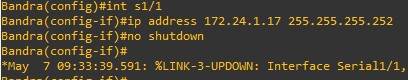 Bandra(config)#int s1/1
Bandra(config-if)#ip address 172.24.1.17 255.255.255.252
Bandra(config-if)#no shutdown
Bandra(config-if)#
*May  7 09:33:39.591: %LINK-3-UPDOWN: Interface Serial1/1,